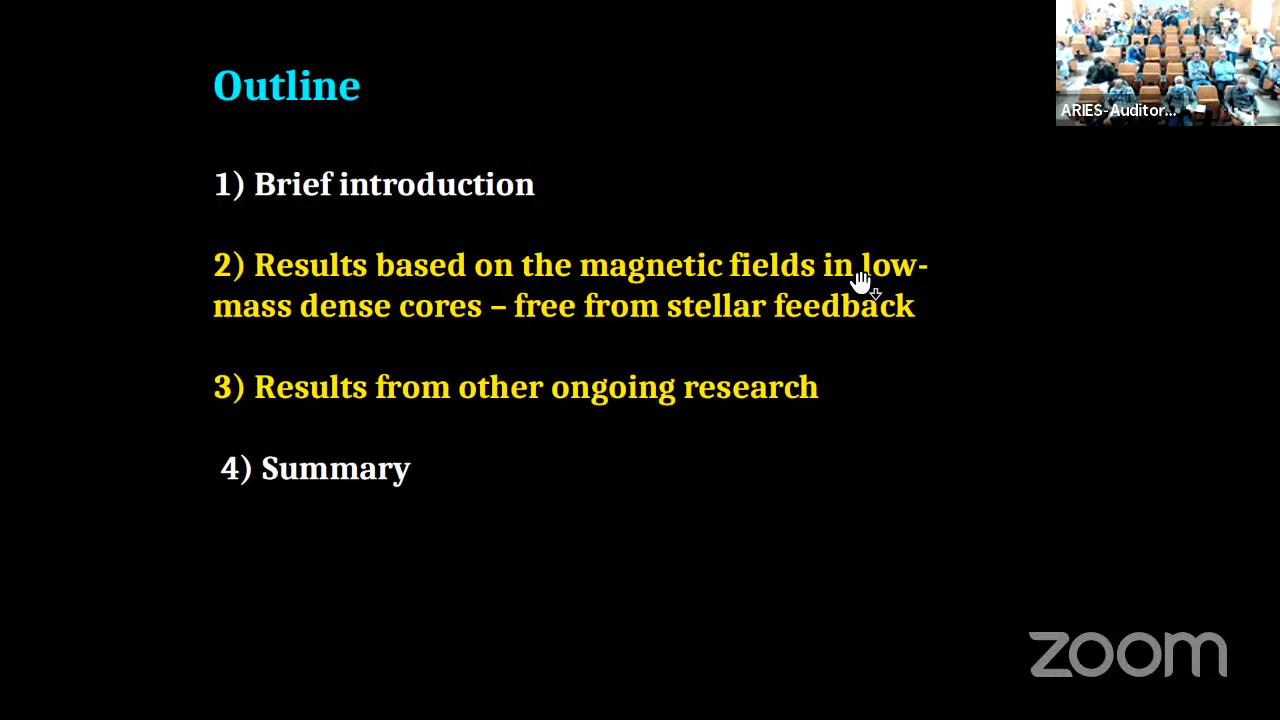 Outline
ARIES-Auditor...
1) Brief introduction
2) Results based on the magnetic fields in low-
mass dense cores – free from stellar feedback
3) Results from other ongoing research
4) Summary
zoom